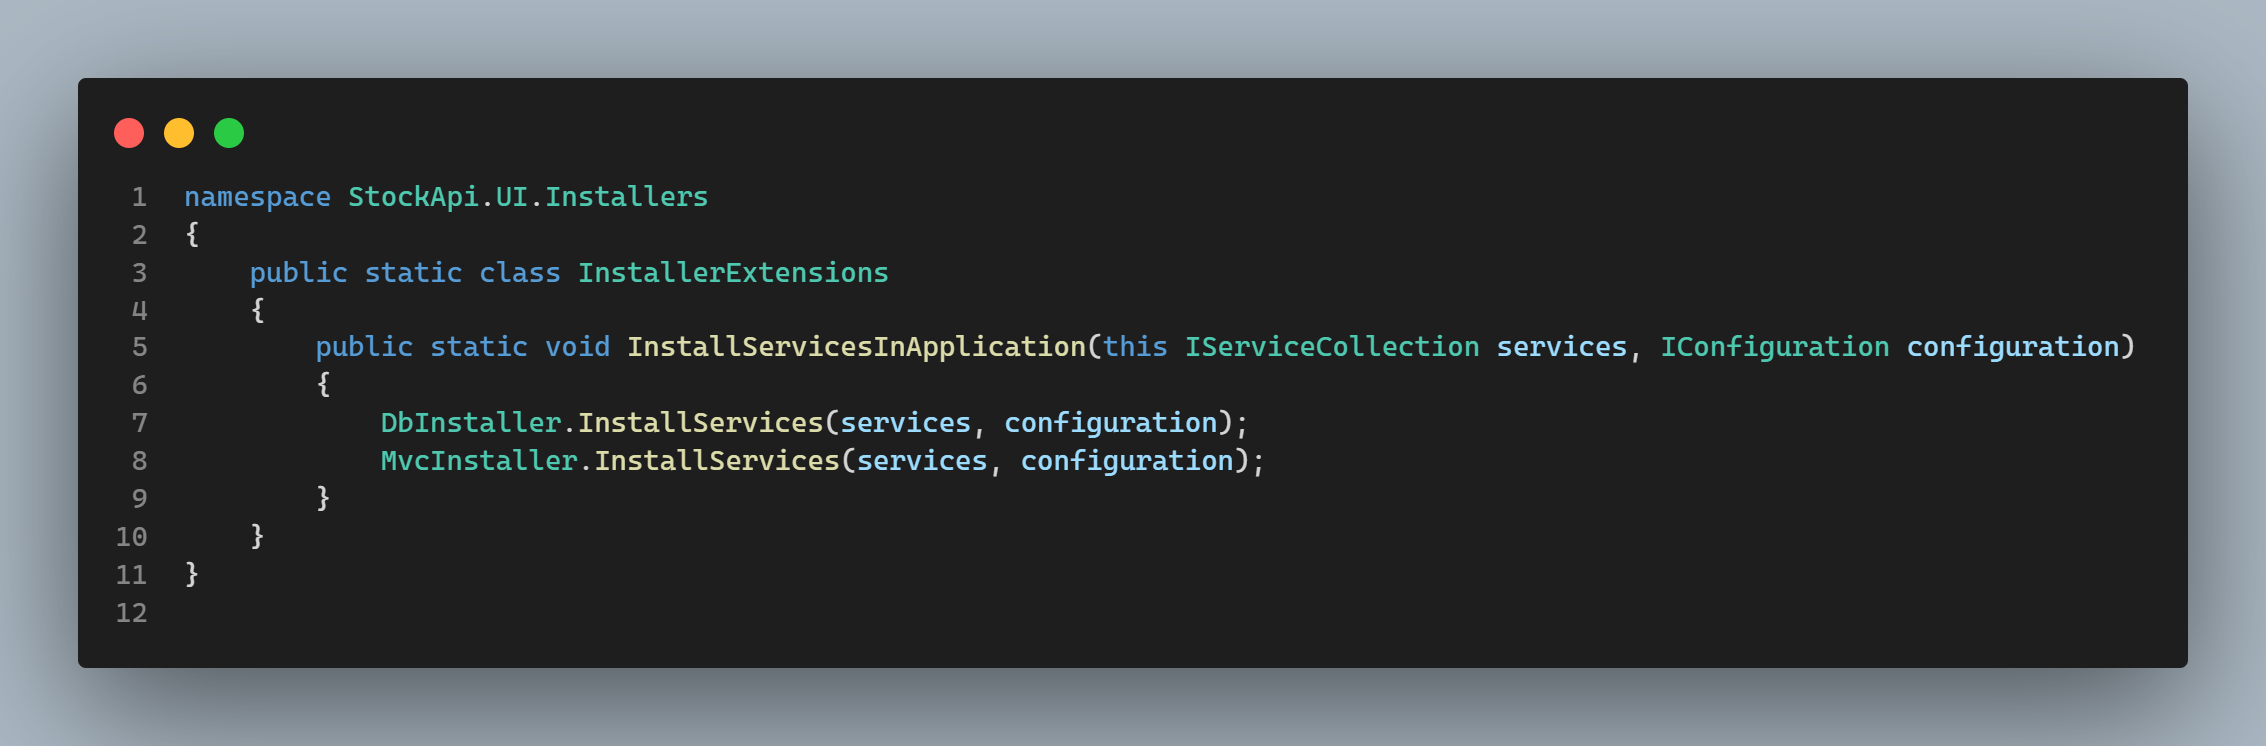 1 namespace StockApi.UI.Installers
2 {
3     public static class InstallerExtensions
4     {
5         public static void InstallServicesInApplication(this IServiceCollection services, IConfiguration configuration)
6         {
7             DbInstaller.InstallServices(services, configuration);
8             MvcInstaller.InstallServices(services, configuration);
9         }
10     }
11 }
12